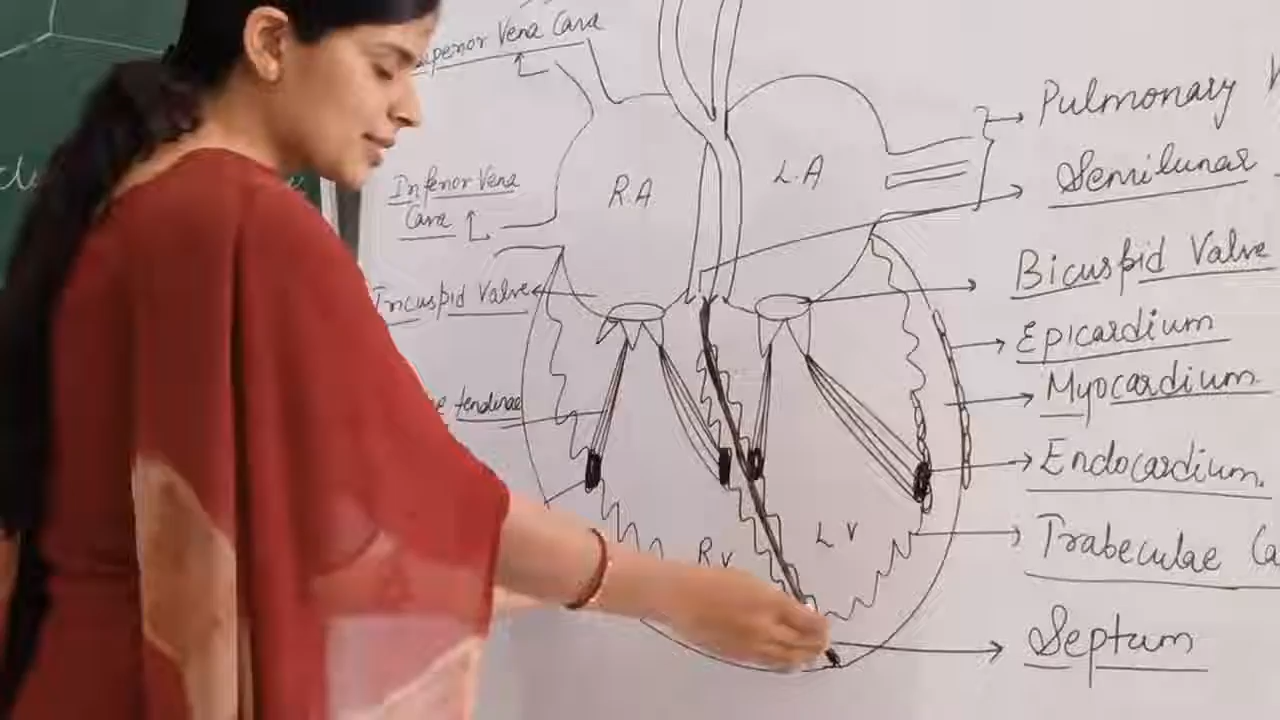 Superior Vena Cava
Inferior Vena
Cava
Tricuspid Valve
tendinae
R.A
L.A
R V
L V
Pulmonary
Semilunar
Bicuspid Valve
Epicardium
Myocardium
Endocardium.
Trabeculae
Septum